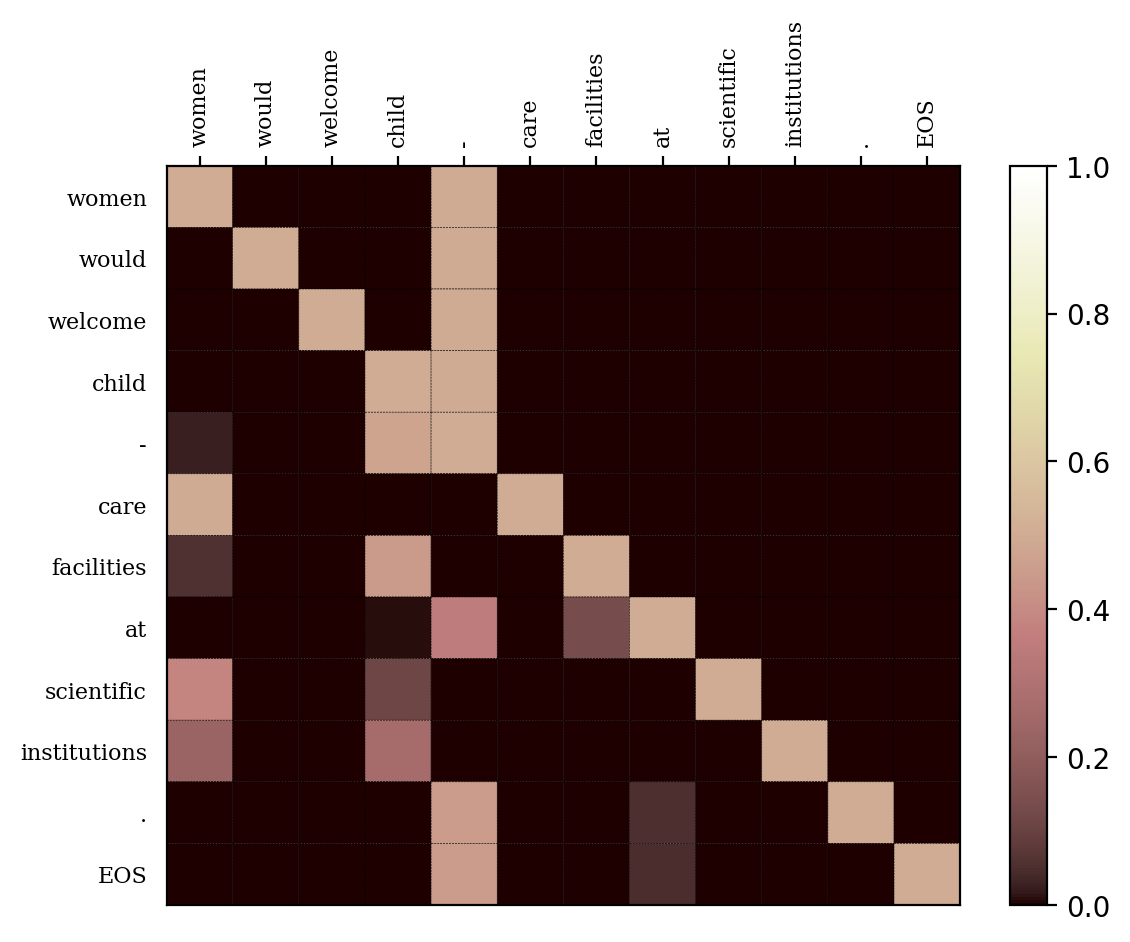 women would welcome child - care facilities at scientific institutions . EOS
women
would
welcome
child
-
care
facilities
at
scientific
institutions
.
EOS
1.0
0.8
0.6
0.4
0.2
0.0